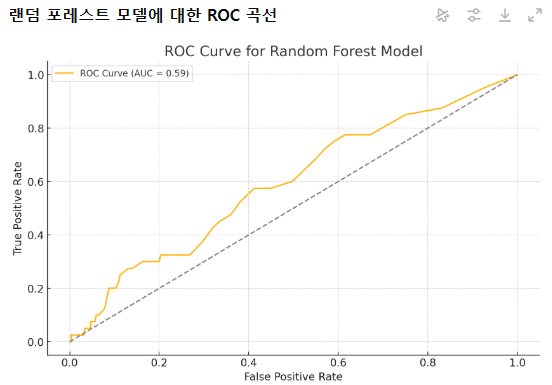 랜덤 포레스트 모델에 대한 ROC 곡선
ROC Curve for Random Forest Model
ROC Curve (AUC = 0.59)
1.0
0.8
0.6
0.4
0.2
0.0
True Positive Rate
0.0 0.2 0.4 0.6 0.8 1.0
False Positive Rate